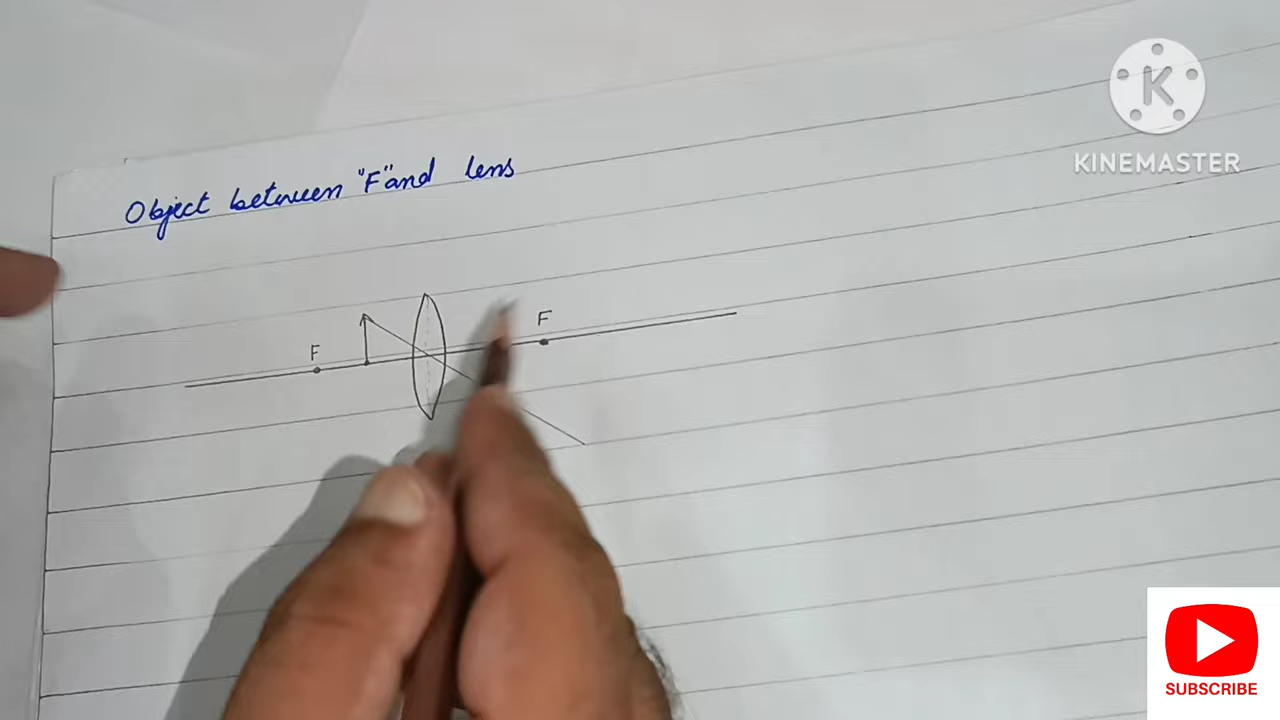 Object between "F" and lens
F
F
KINEMASTER
SUBSCRIBE